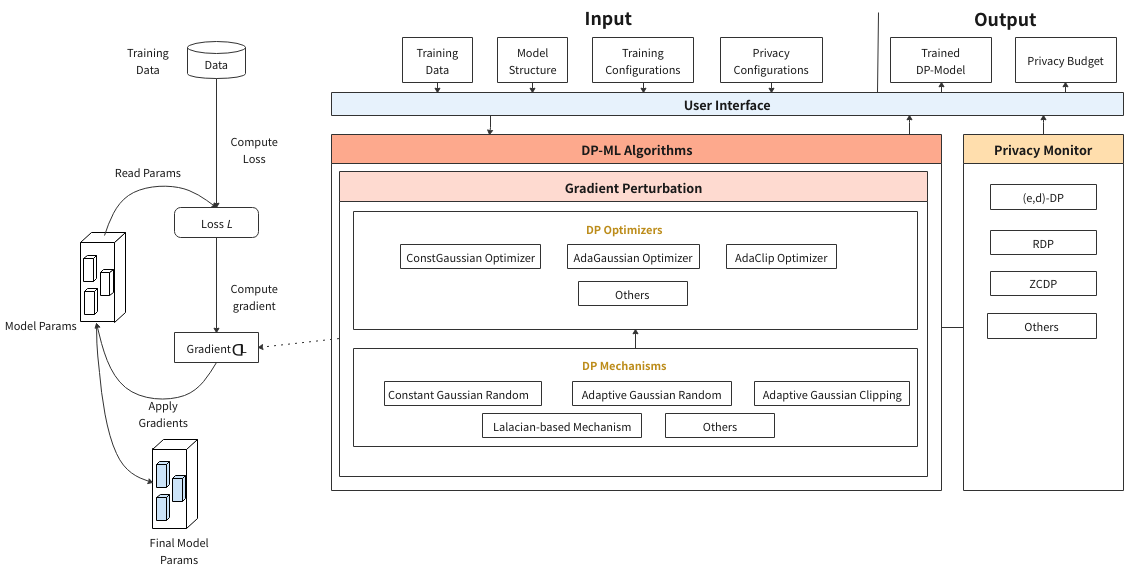 Input
Output
Training
Data
Data
Training
Data
Model
Structure
Training
Configurations
Privacy
Configurations
Trained
DP-Model
Privacy Budget
User Interface
Compute
Loss
Read Params
Loss L
Compute
gradient
Model Params
Gradient
Apply
Gradients
Final Model
Params
DP-ML Algorithms
Gradient Perturbation
DP Optimizers
ConstGaussian Optimizer
AdaGaussian Optimizer
AdaClip Optimizer
Others
DP Mechanisms
Constant Gaussian Random
Adaptive Gaussian Random
Adaptive Gaussian Clipping
Lalacian-based Mechanism
Others
Privacy Monitor
(e,d)-DP
RDP
ZCDP
Others